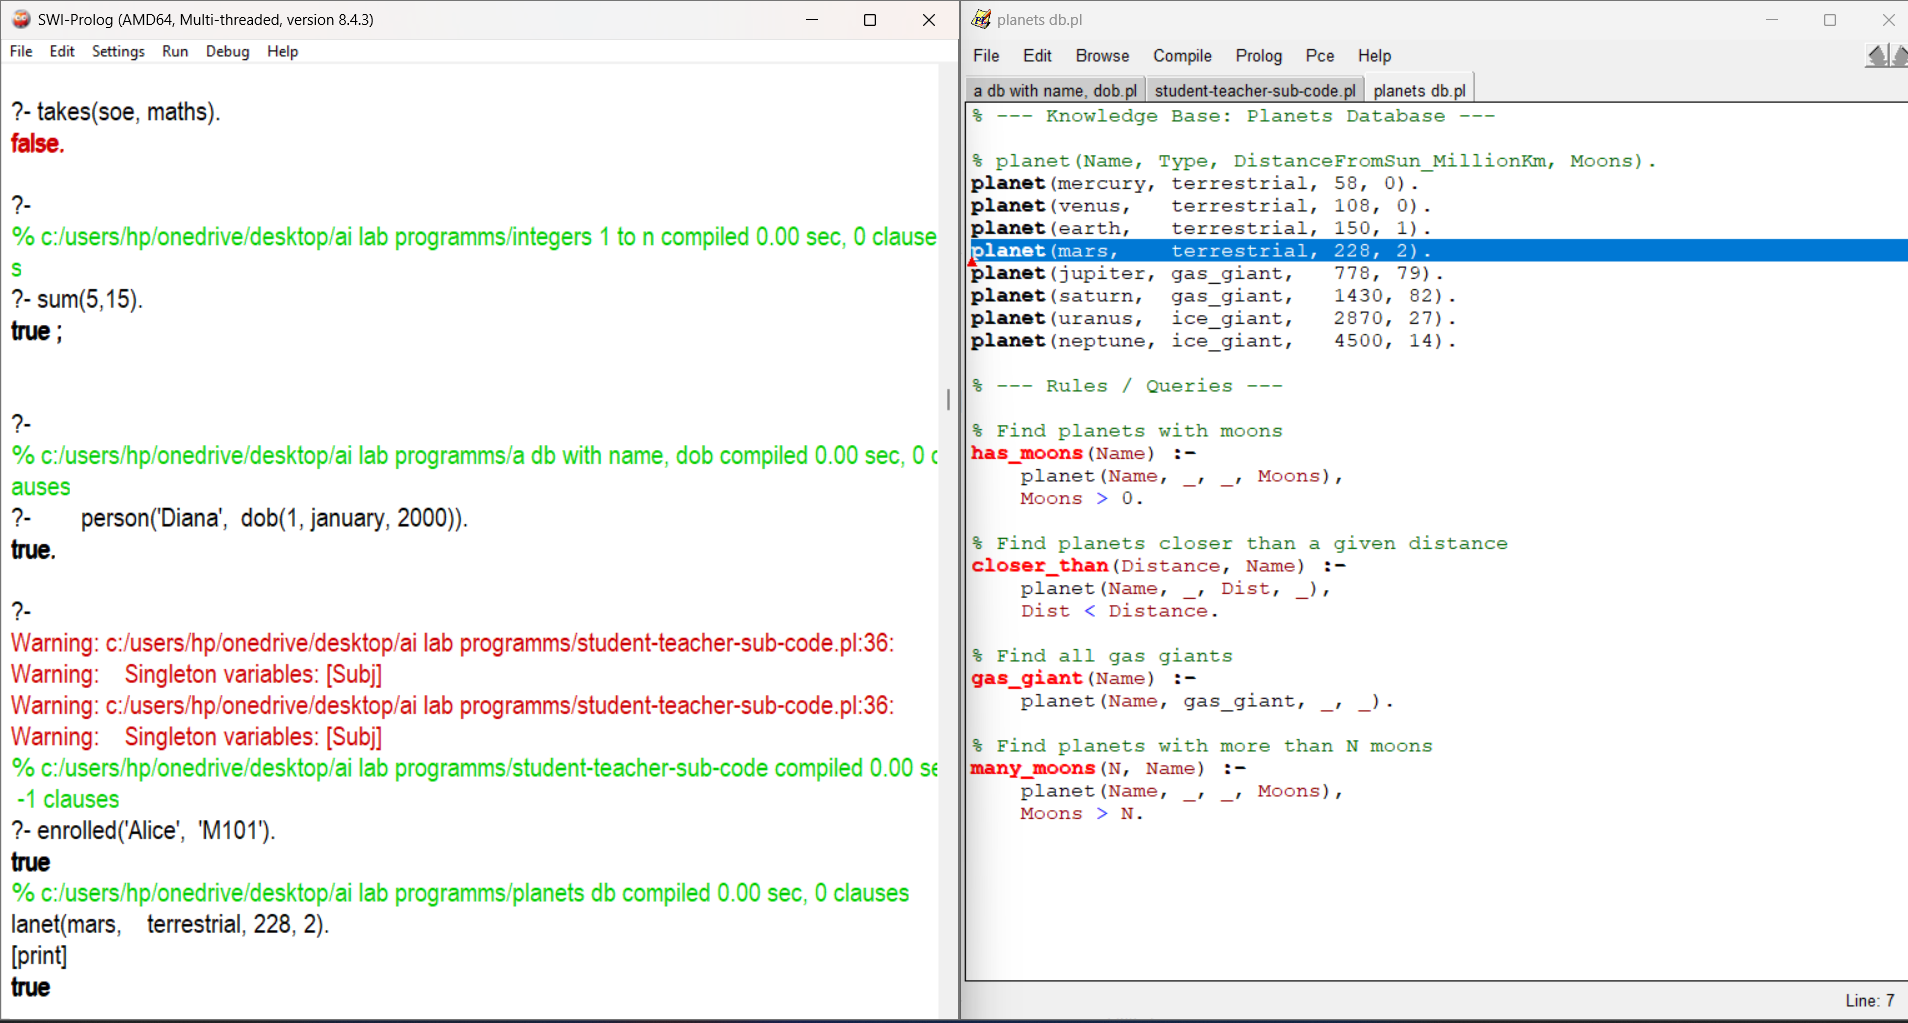 SWI-Prolog (AMD64, Multi-threaded, version 8.4.3)
File Edit Settings Run Debug Help
?- takes(soe, maths).
false.
?-
% c:/users/hp/onedrive/desktop/ai lab programms/integers 1 to n compiled 0.00 sec, 0 clause
s
?- sum(5,15).
true ;
?-
% c:/users/hp/onedrive/desktop/ai lab programms/a db with name, dob compiled 0.00 sec, 0 c
auses
?- person('Diana', dob(1, january, 2000)).
true.
?-
Warning: c:/users/hp/onedrive/desktop/ai lab programms/student-teacher-sub-code.pl:36:
Warning: Singleton variables: [Subj]
Warning: c:/users/hp/onedrive/desktop/ai lab programms/student-teacher-sub-code.pl:36:
Warning: Singleton variables: [Subj]
% c:/users/hp/onedrive/desktop/ai lab programms/student-teacher-sub-code compiled 0.00 se
-1 clauses
?- enrolled('Alice', 'M101').
true
% c:/users/hp/onedrive/desktop/ai lab programms/planets db compiled 0.00 sec, 0 clauses
lanet(mars, terrestrial, 228, 2).
[print]
true
planets db.pl
File Edit Browse Compile Prolog Pce Help
a db with name, dob.pl student-teacher-sub-code.pl planets db.pl
% --- Knowledge Base: Planets Database ---
% planet(Name, Type, DistanceFromSun_MillionKm, Moons).
planet(mercury, terrestrial, 58, 0).
planet(venus, terrestrial, 108, 0).
planet(earth, terrestrial, 150, 1).
planet(mars, terrestrial, 228, 2).
planet(jupiter, gas_giant, 778, 79).
planet(saturn, gas_giant, 1430, 82).
planet(uranus, ice_giant, 2870, 27).
planet(neptune, ice_giant, 4500, 14).
% --- Rules / Queries ---
% Find planets with moons
has_moons(Name) :-
planet(Name, _, _, Moons),
Moons > 0.
% Find planets closer than a given distance
closer_than(Distance, Name) :-
planet(Name, _, Dist, _),
Dist < Distance.
% Find all gas giants
gas_giant(Name) :-
planet(Name, gas_giant, _, _).
% Find planets with more than N moons
many_moons(N, Name) :-
planet(Name, _, _, Moons),
Moons > N.
Line: 7